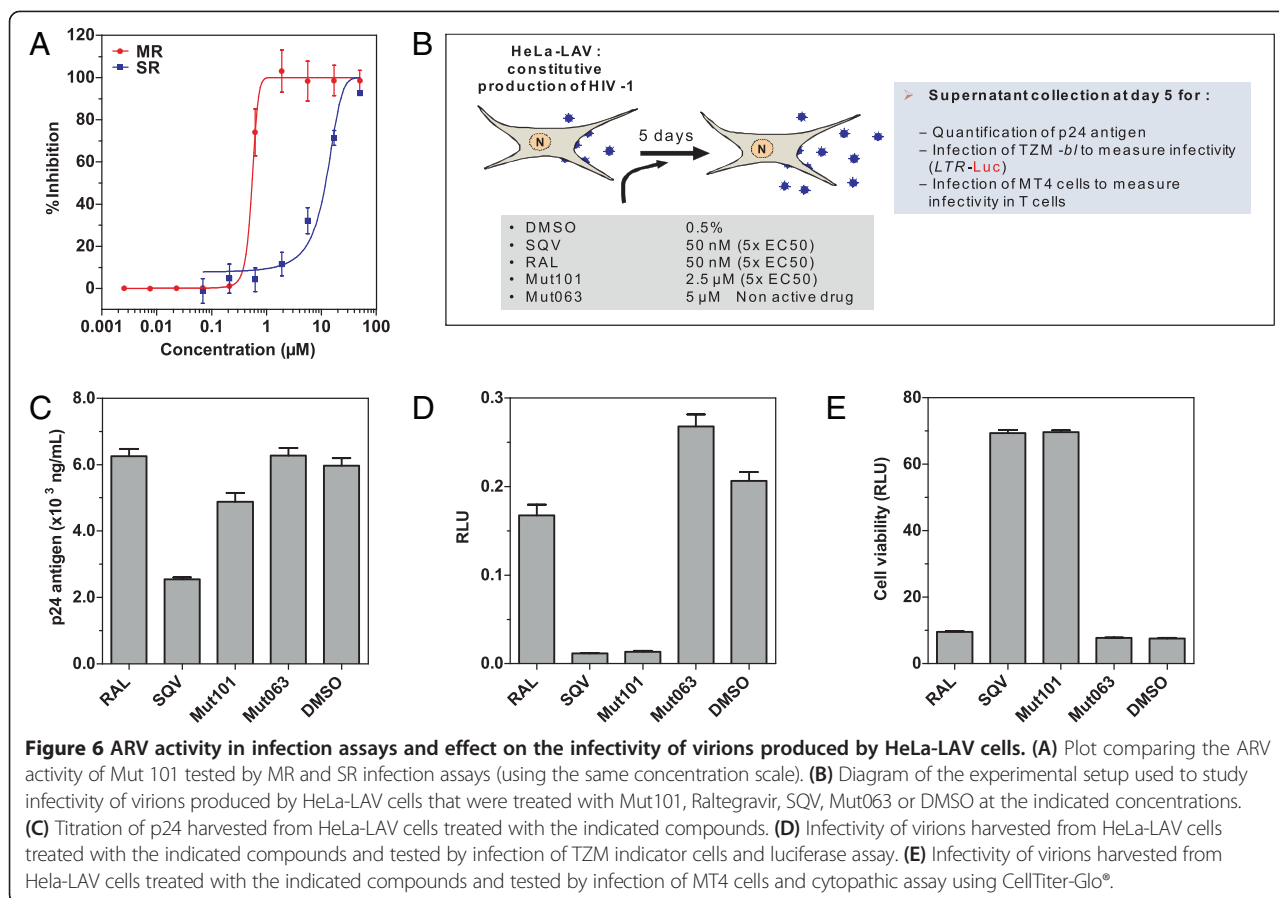 A
MR
SR
120
100
80
60
40
20
0
% Inhibition
0.001 0.01 0.1 1 10 100
Concentration (µM)
B
HeLa-LAV :
constitutive
production of HIV -1
N
5 days
N
• DMSO 0.5%
• SQV 50 nM (5x EC50)
• RAL 50 nM (5x EC50)
• Mut101 2.5 µM (5x EC50)
• Mut063 5 µM Non active drug
➢ Supernatant collection at day 5 for :
– Quantification of p24 antigen
– Infection of TZM -bl to measure infectivity
(LTR-Luc)
– Infection of MT4 cells to measure
infectivity in T cells
C
8.0
6.0
4.0
2.0
0.0
p24 antigen (x10³ ng/mL)
RAL SQV Mut101 Mut063 DMSO
D
0.3
0.2
0.1
0.0
RLU
RAL SQV Mut101 Mut063 DMSO
E
80
60
40
20
0
Cell viability (RLU)
RAL SQV Mut101 Mut063 DMSO
Figure 6 ARV activity in infection assays and effect on the infectivity of virions produced by HeLa-LAV cells. (A) Plot comparing the ARV
activity of Mut 101 tested by MR and SR infection assays (using the same concentration scale). (B) Diagram of the experimental setup used to study
infectivity of virions produced by HeLa-LAV cells that were treated with Mut101, Raltegravir, SQV, Mut063 or DMSO at the indicated concentrations.
(C) Titration of p24 harvested from HeLa-LAV cells treated with the indicated compounds. (D) Infectivity of virions harvested from HeLa-LAV cells
treated with the indicated compounds and tested by infection of TZM indicator cells and luciferase assay. (E) Infectivity of virions harvested from
Hela-LAV cells treated with the indicated compounds and tested by infection of MT4 cells and cytopathic assay using CellTiter-Glo®.